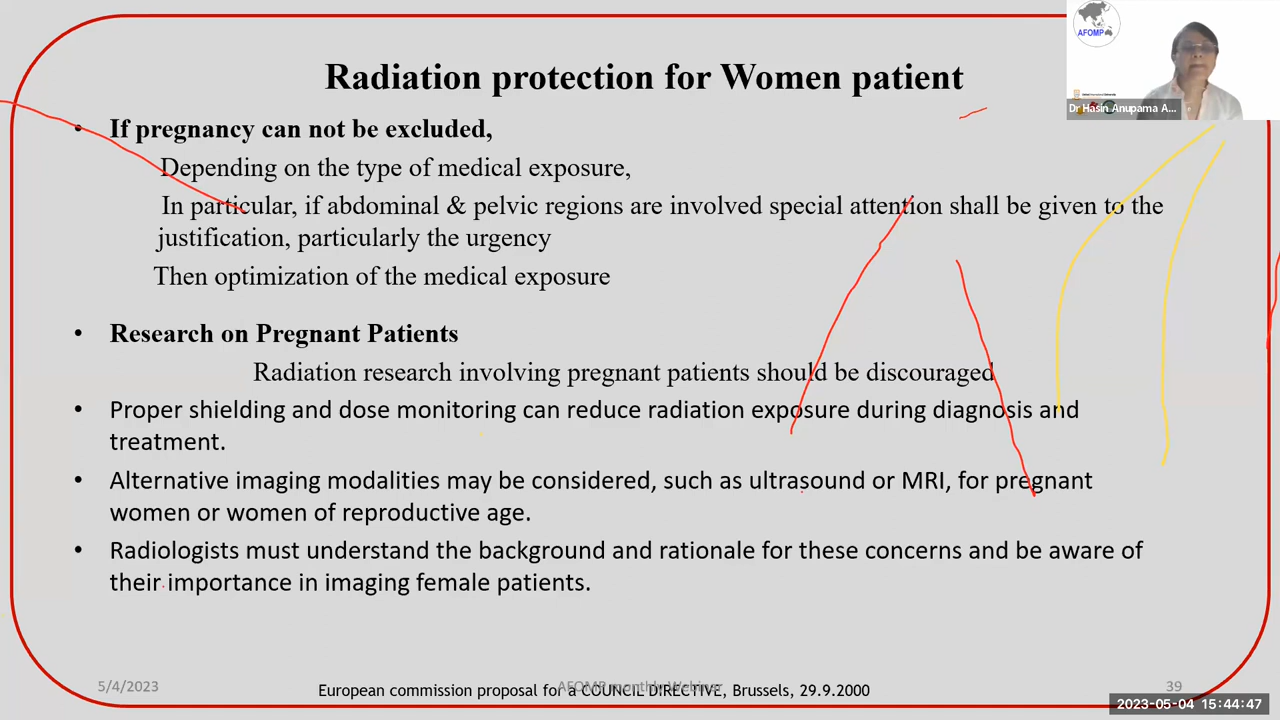 Radiation protection for Women patient
AFOMP
Dr Hasin Anupama A...
• If pregnancy can not be excluded,
Depending on the type of medical exposure,
In particular, if abdominal & pelvic regions are involved special attention shall be given to the
justification, particularly the urgency
Then optimization of the medical exposure
• Research on Pregnant Patients
Radiation research involving pregnant patients should be discouraged
• Proper shielding and dose monitoring can reduce radiation exposure during diagnosis and
treatment.
• Alternative imaging modalities may be considered, such as ultrasound or MRI, for pregnant
women or women of reproductive age.
• Radiologists must understand the background and rationale for these concerns and be aware of
their importance in imaging female patients.
5/4/2023
AFOMP monthly Webinar
European commission proposal for a COUNCIL DIRECTIVE, Brussels, 29.9.2000
39
2023-05-04 15:44:47